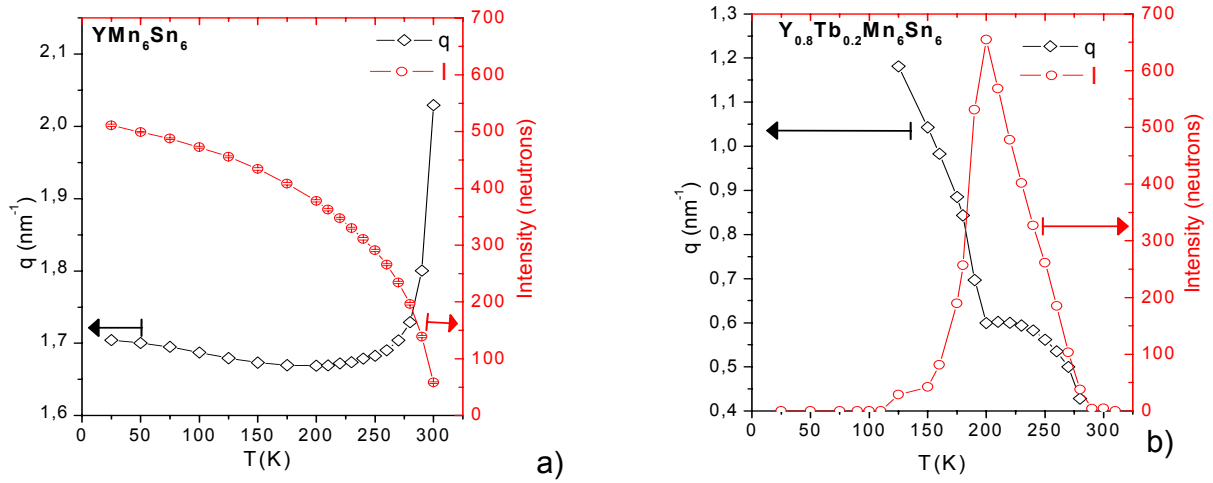 YMn6Sn6
q
I
2,1
2,0
1,9
1,8
1,7
1,6
q (nm-1)
700
600
500
400
300
200
100
0
Intensity (neutrons)
0 50 100 150 200 250 300
T(K)
a)
Y0.8Tb0.2Mn6Sn6
q
I
1,3
1,2
1,1
1,0
0,9
0,8
0,7
0,6
0,5
0,4
q (nm-1)
700
600
500
400
300
200
100
0
Intensity (neutrons)
0 50 100 150 200 250 300
T(K)
b)